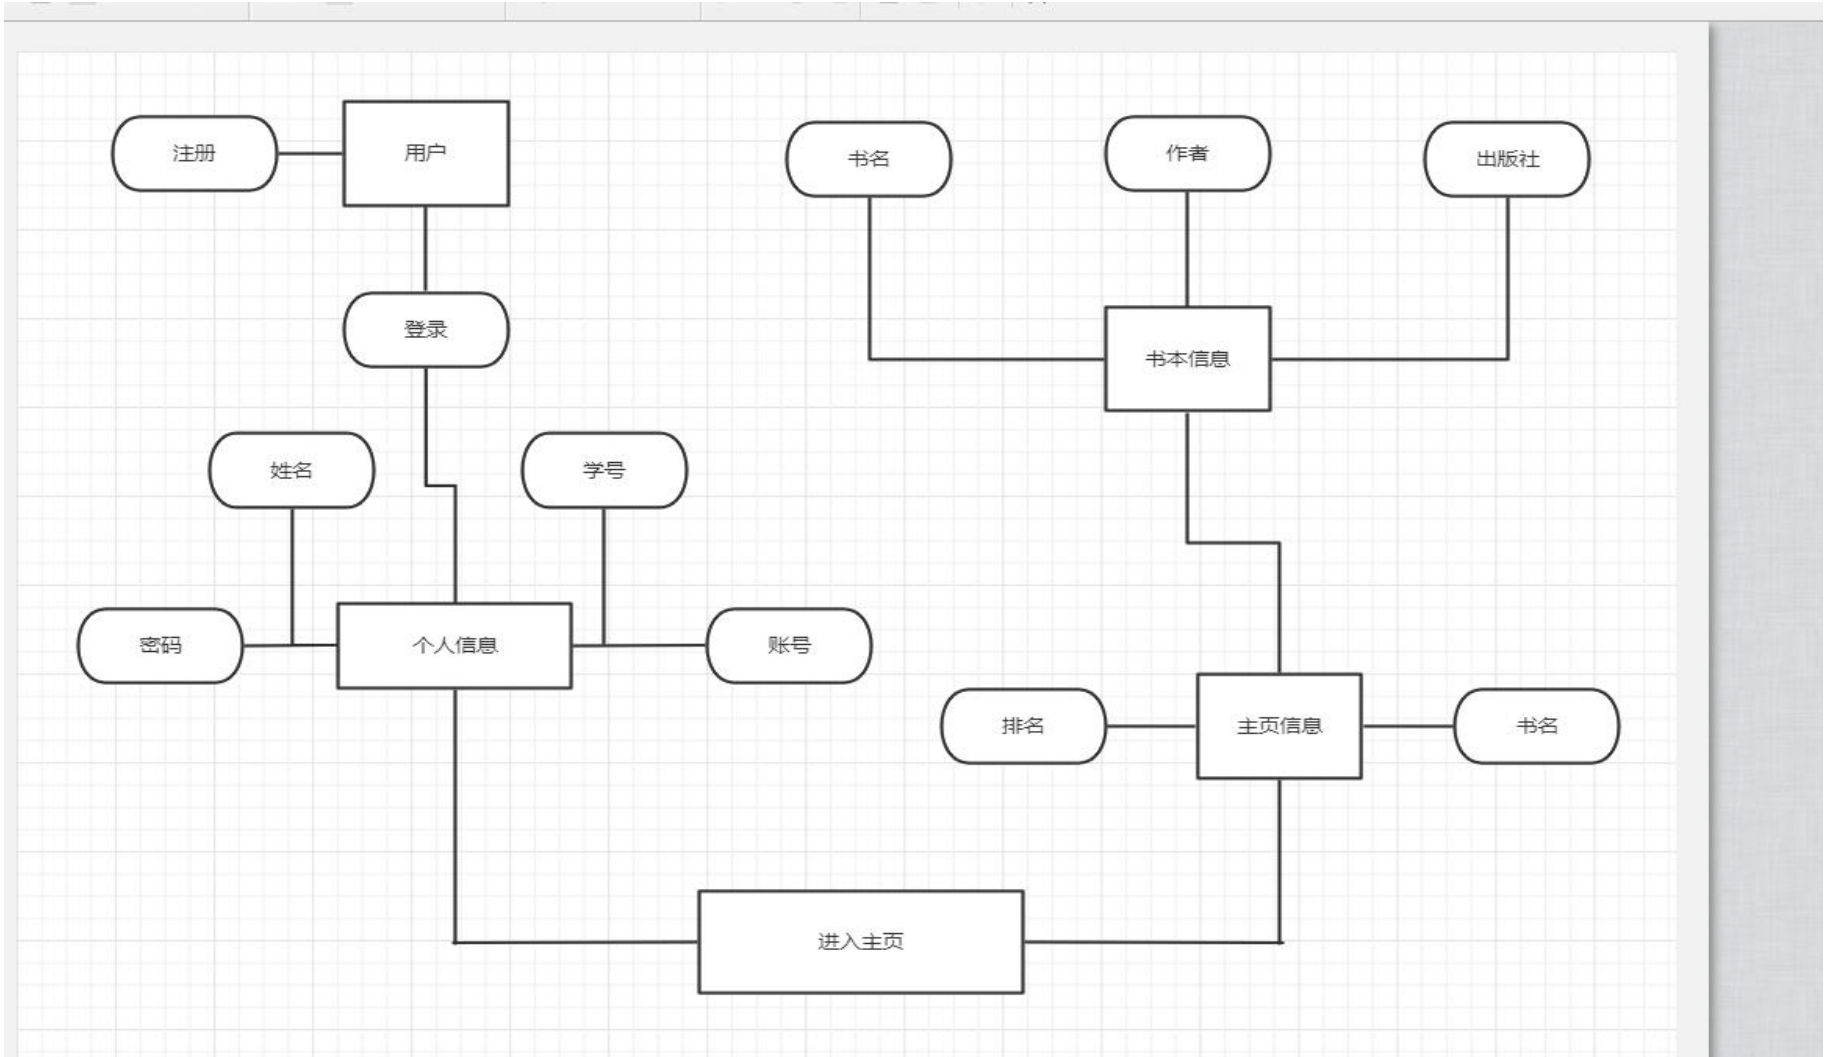 注册
用户
书名
作者
出版社
登录
书本信息
姓名
学号
密码
个人信息
账号
排名
主页信息
书名
进入主页